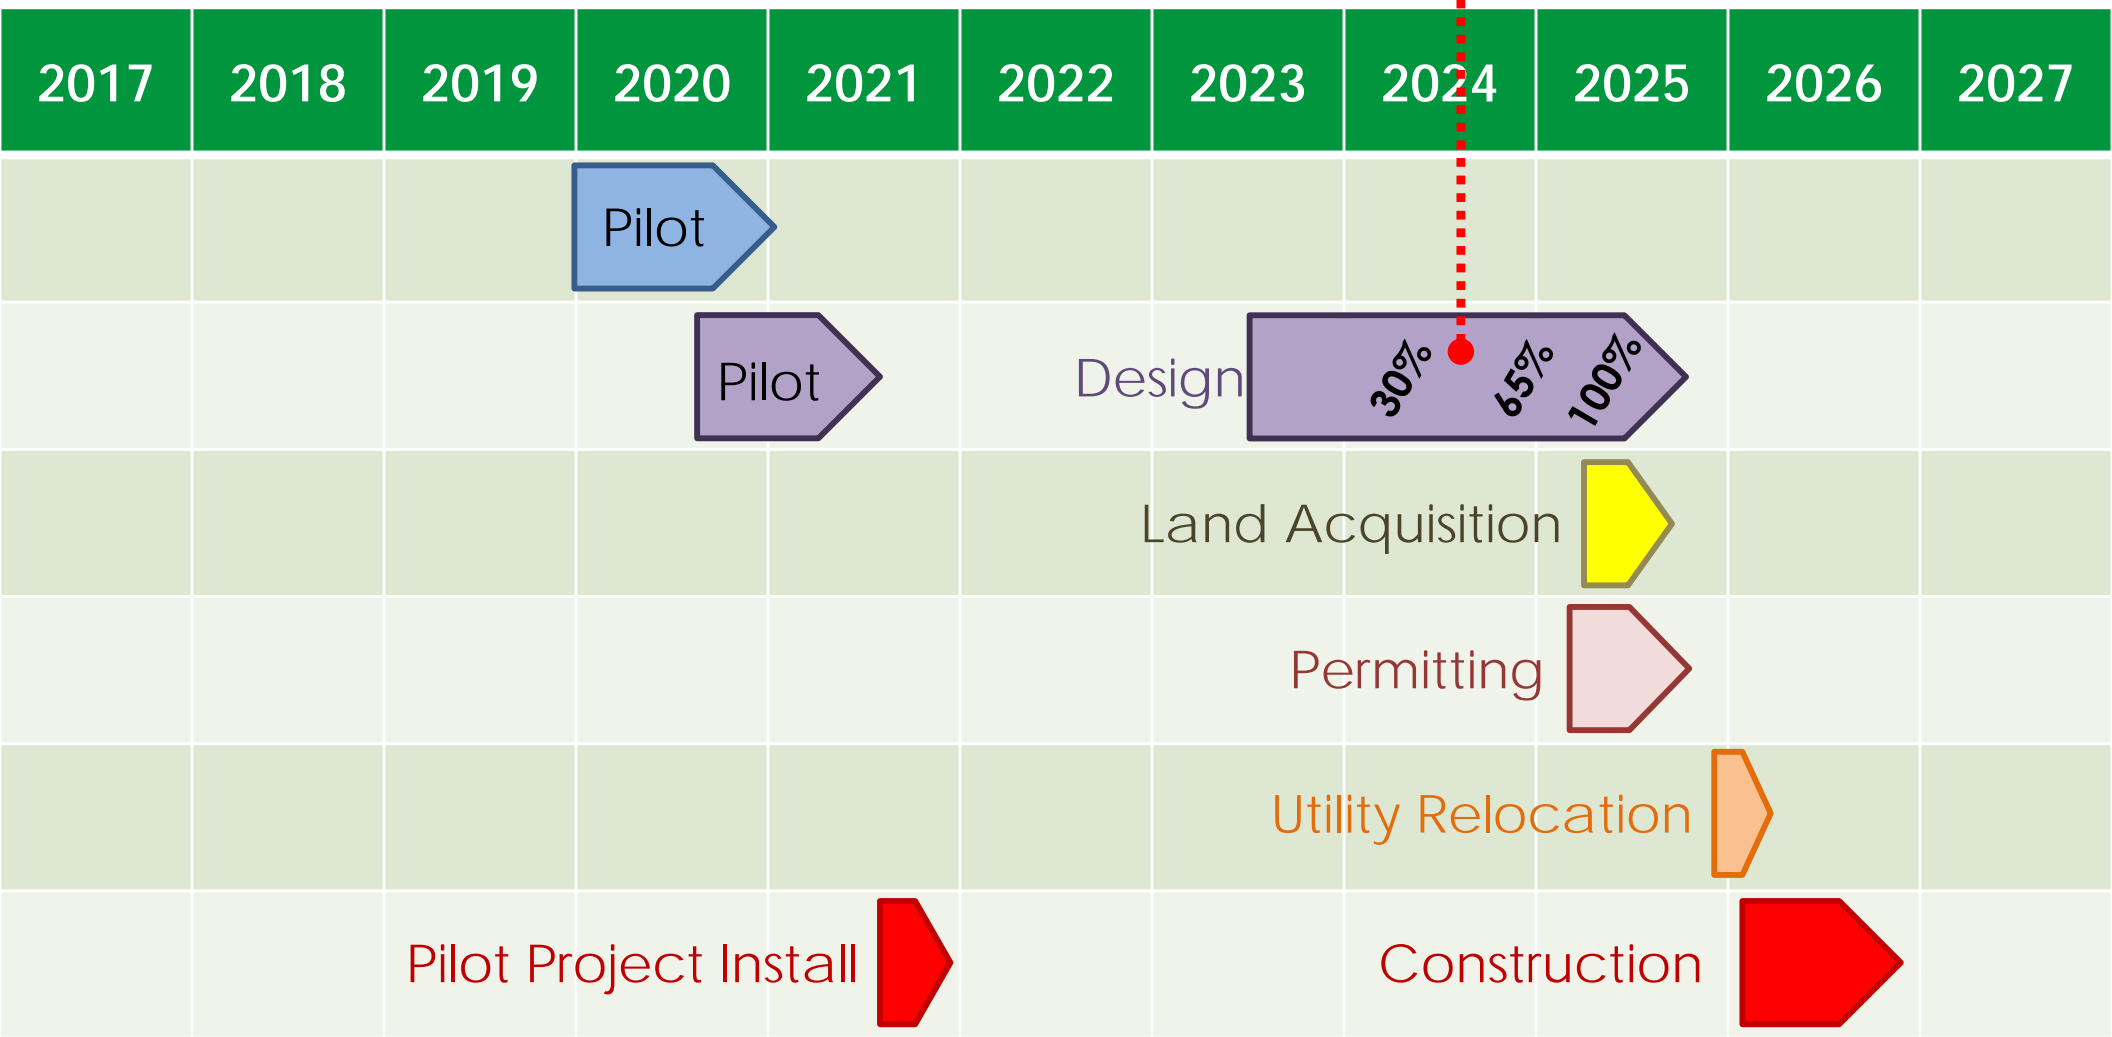 2017 2018 2019 2020 2021 2022 2023 2024 2025 2026 2027
Pilot
Pilot
Design 30% 65% 100%
Land Acquisition
Permitting
Utility Relocation
Pilot Project Install Construction